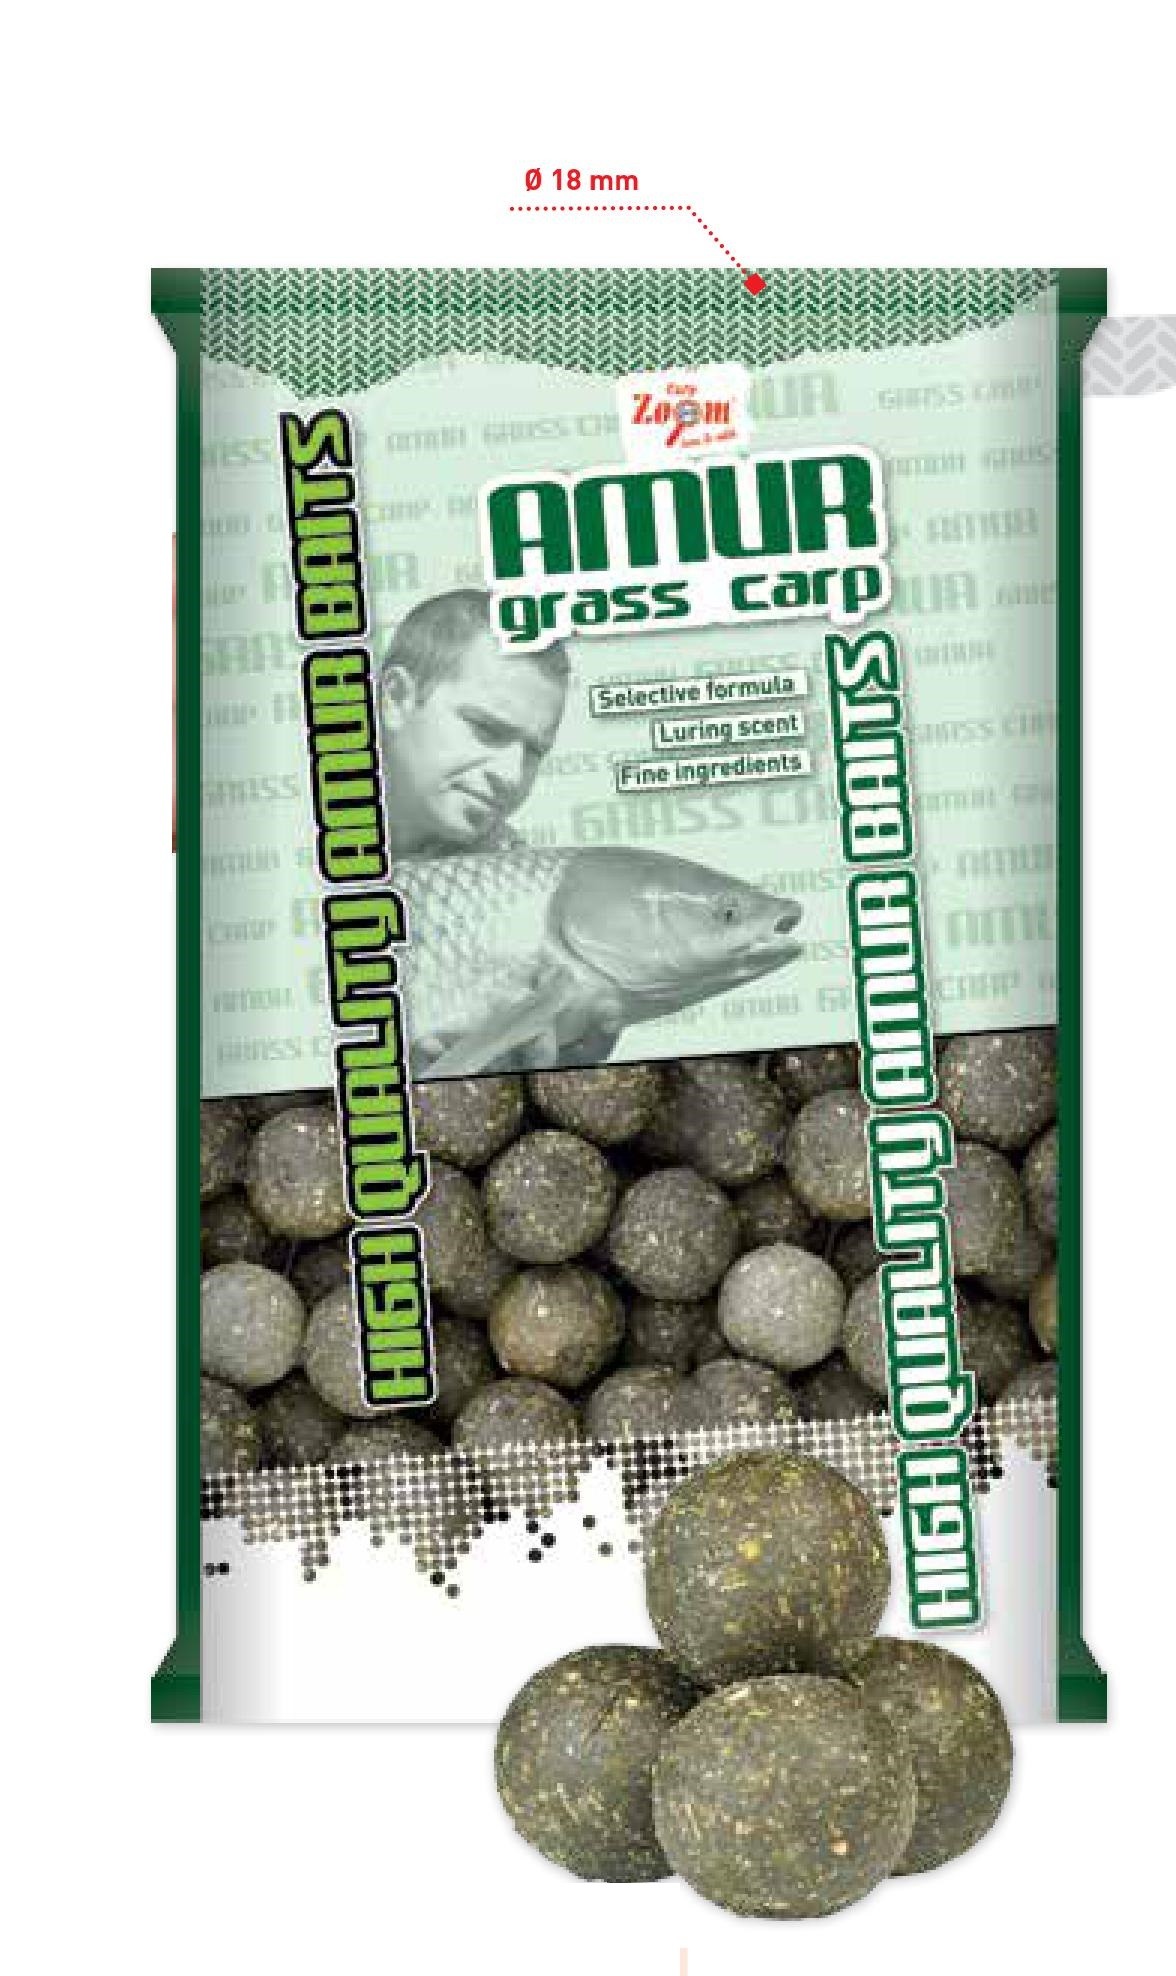 Ø 18 mm
Carp
Zoom
AMUR
grass carp
Selective formula
Luring scent
Fine ingredients
HIGH QUALITY AMUR BAITS
HIGH QUALITY AMUR BAITS